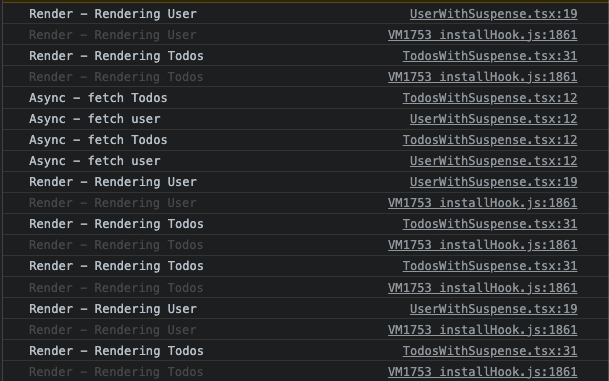 Render – Rendering User UserWithSuspense.tsx:19
Render – Rendering User VM1753 installHook.js:1861
Render – Rendering Todos TodosWithSuspense.tsx:31
Render – Rendering Todos VM1753 installHook.js:1861
Async – fetch Todos TodosWithSuspense.tsx:12
Async – fetch user UserWithSuspense.tsx:12
Async – fetch Todos TodosWithSuspense.tsx:12
Async – fetch user UserWithSuspense.tsx:12
Render – Rendering User UserWithSuspense.tsx:19
Render – Rendering User VM1753 installHook.js:1861
Render – Rendering Todos TodosWithSuspense.tsx:31
Render – Rendering Todos VM1753 installHook.js:1861
Render – Rendering Todos TodosWithSuspense.tsx:31
Render – Rendering Todos VM1753 installHook.js:1861
Render – Rendering User UserWithSuspense.tsx:19
Render – Rendering User VM1753 installHook.js:1861
Render – Rendering Todos TodosWithSuspense.tsx:31
Render – Rendering Todos VM1753 installHook.js:1861